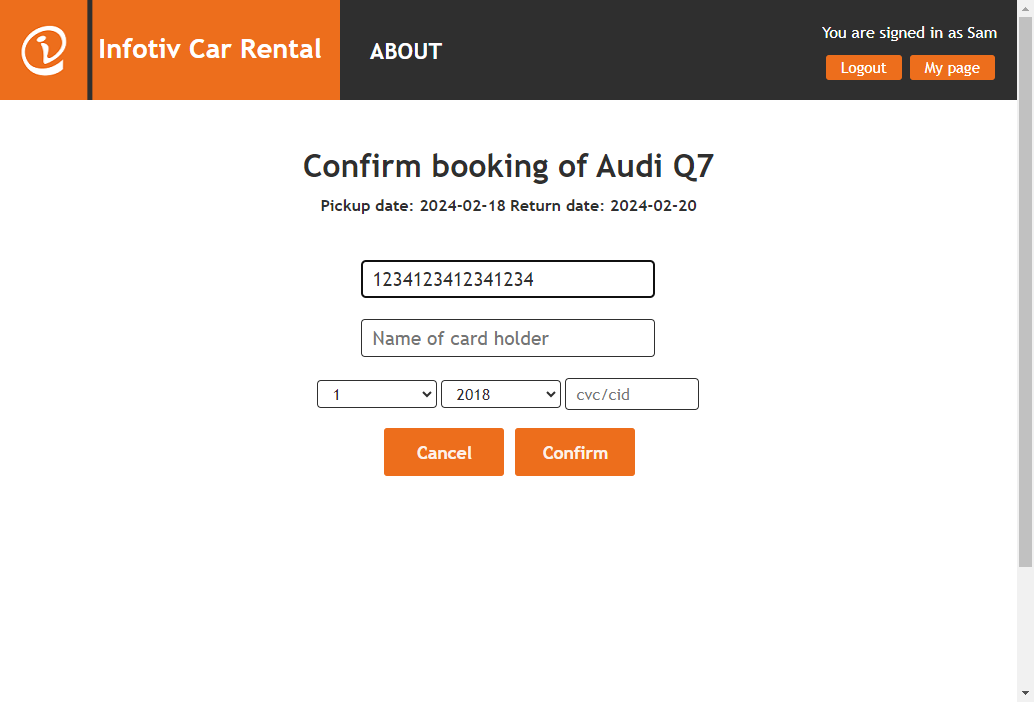 Infotiv Car Rental
ABOUT
You are signed in as Sam
Logout
My page
Confirm booking of Audi Q7
Pickup date: 2024-02-18 Return date: 2024-02-20
1234123412341234
Name of card holder
1
2018
cvc/cid
Cancel
Confirm